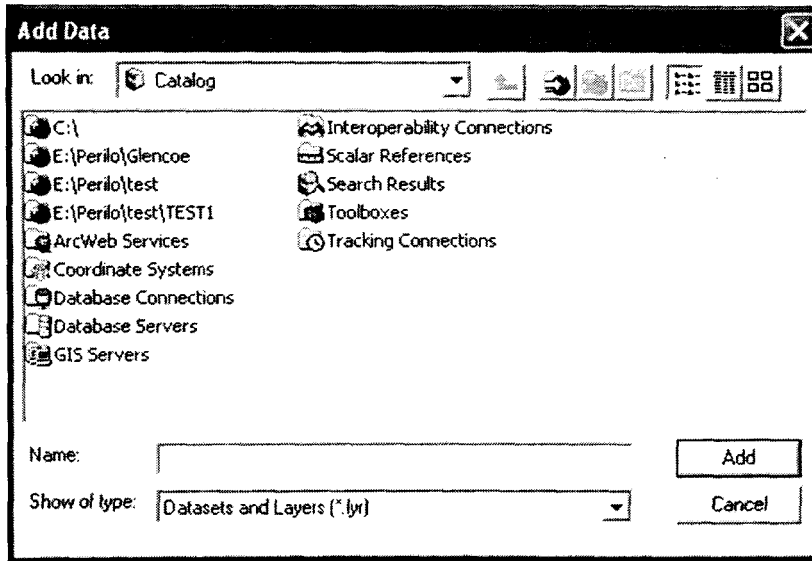 Add Data
Look in: Catalog
C:\
E:\Perilo\Glencoe
E:\Perilo\test
E:\Perilo\test\TEST1
ArcWeb Services
Coordinate Systems
Database Connections
Database Servers
GIS Servers
Interoperability Connections
Scalar References
Search Results
Toolboxes
Tracking Connections
Name:
Add
Show of type: Datasets and Layers (*.lyr)
Cancel